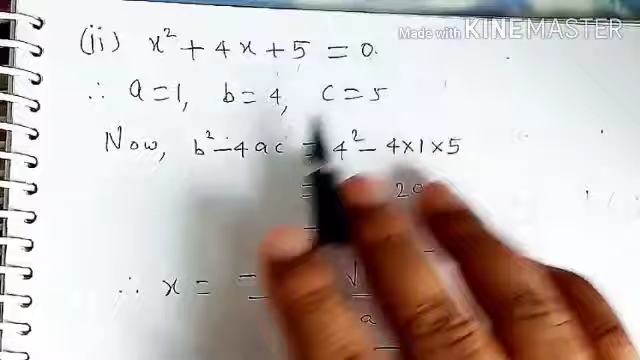 Made with KINEMASTER
(ii) x² + 4x + 5 = 0.
∴ a = 1, b = 4, c = 5
Now, b² - 4ac = 4² - 4×1×5
= 20
∴ x = √
a